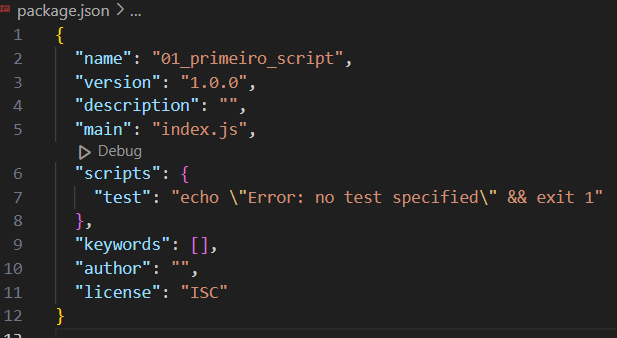 package.json > ...
1 {
2 "name": "01_primeiro_script",
3 "version": "1.0.0",
4 "description": "",
5 "main": "index.js",
Debug
6 "scripts": {
7 "test": "echo \"Error: no test specified\" && exit 1"
8 },
9 "keywords": [],
10 "author": "",
11 "license": "ISC"
12 }
13